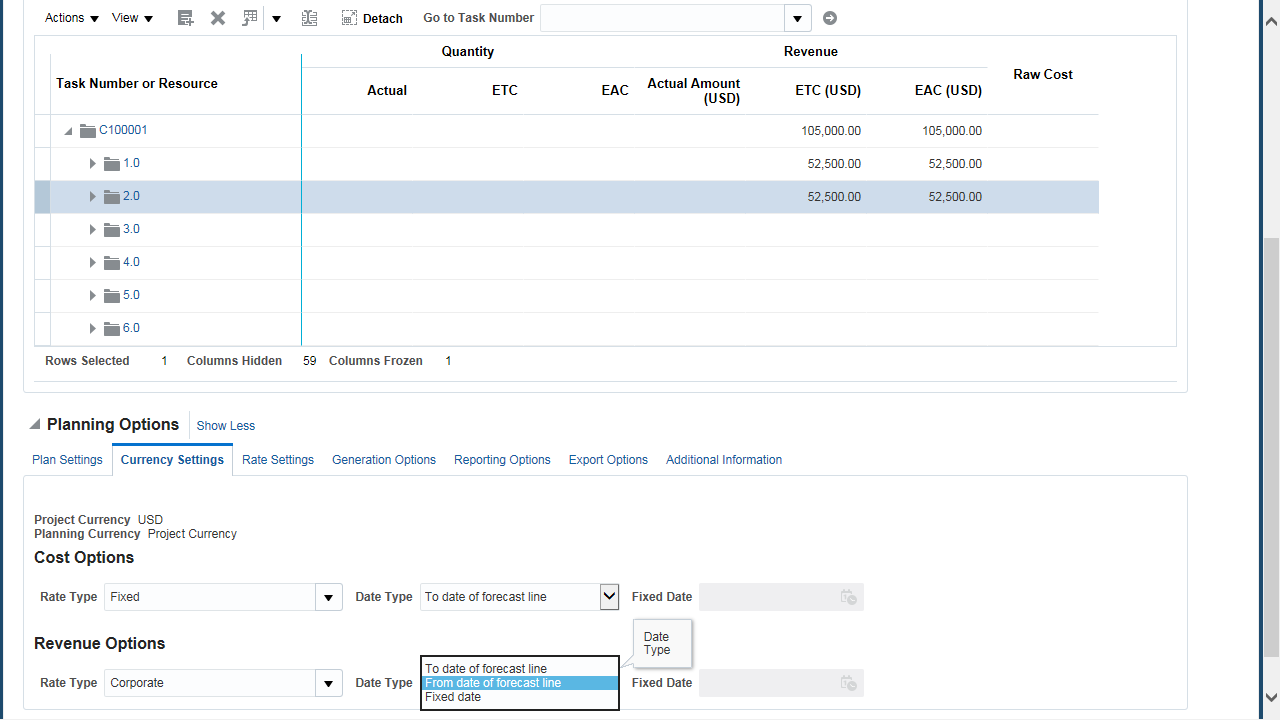 Actions View Detach Go to Task Number
Quantity Revenue
Task Number or Resource Actual ETC EAC Actual Amount (USD) ETC (USD) EAC (USD) Raw Cost
C100001 105,000.00 105,000.00
1.0 52,500.00 52,500.00
2.0 52,500.00 52,500.00
3.0
4.0
5.0
6.0
Rows Selected 1 Columns Hidden 59 Columns Frozen 1
Planning Options Show Less
Plan Settings Currency Settings Rate Settings Generation Options Reporting Options Export Options Additional Information
Project Currency USD
Planning Currency Project Currency
Cost Options
Rate Type Fixed Date Type To date of forecast line Fixed Date
Revenue Options
Date
Type
Rate Type Corporate Date Type Fixed Date
To date of forecast line
From date of forecast line
Fixed date